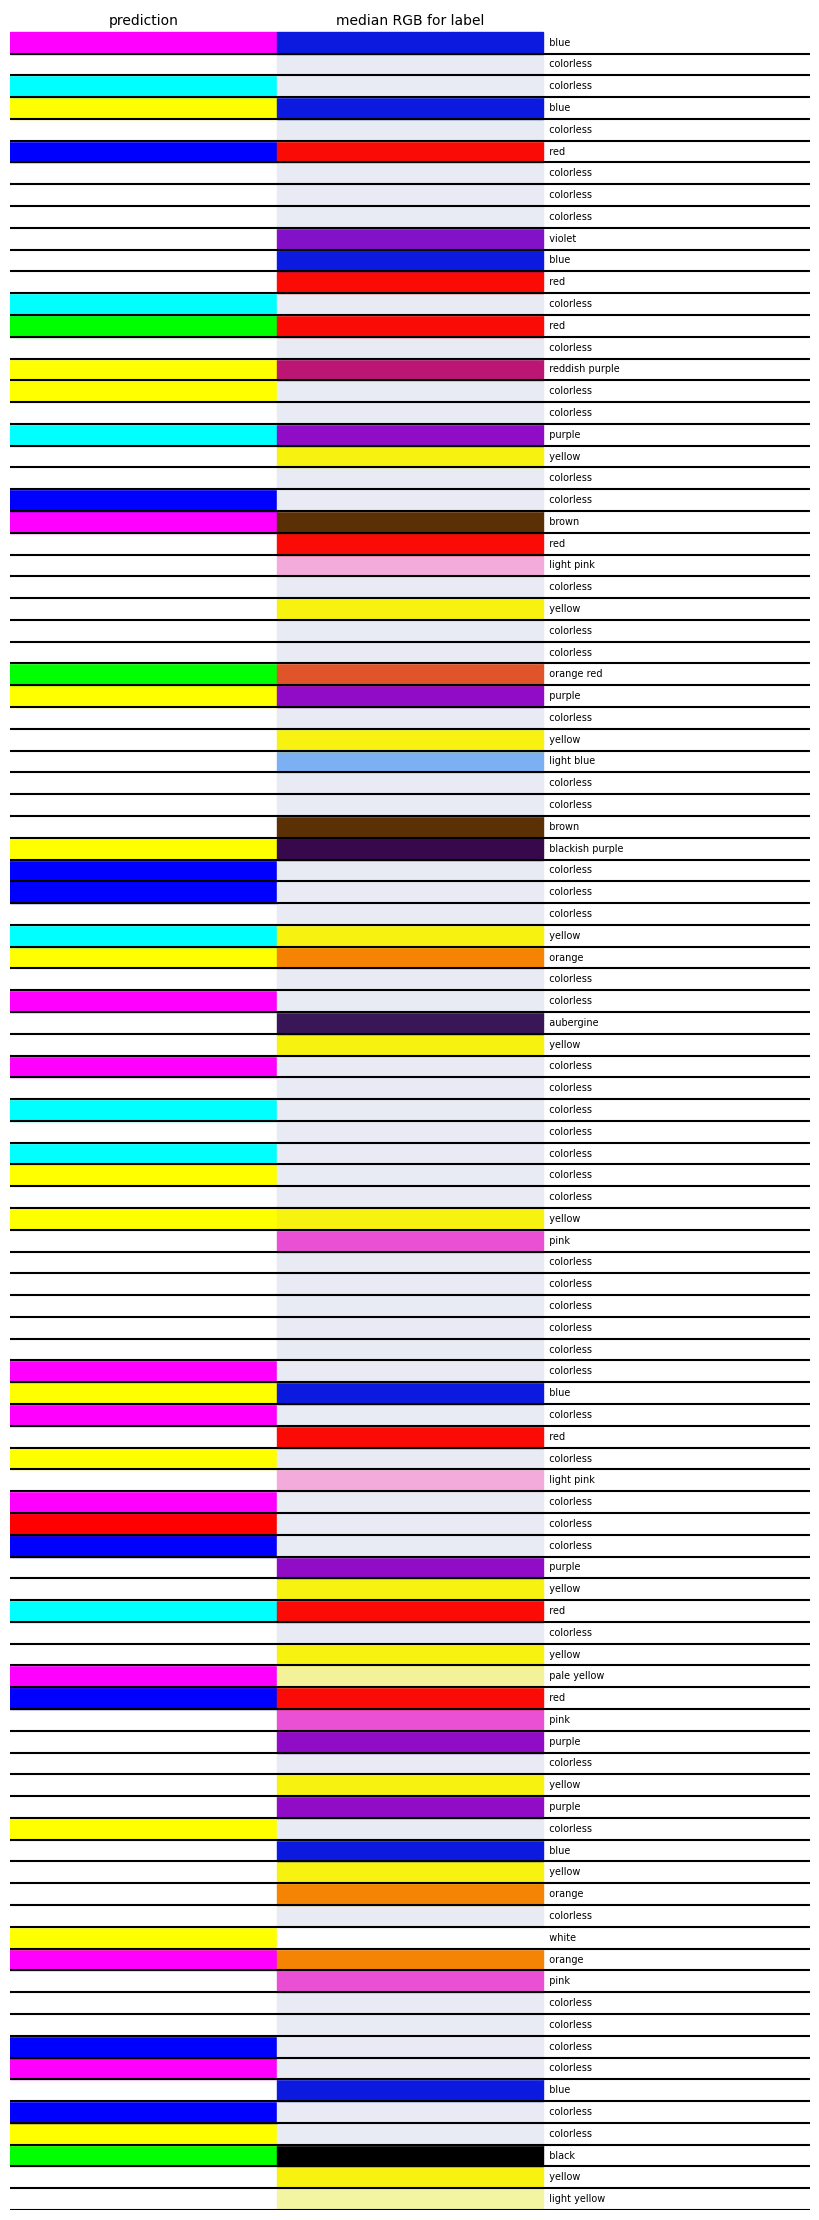 prediction median RGB for label
blue
colorless
colorless
blue
colorless
red
colorless
colorless
colorless
violet
blue
red
colorless
red
colorless
reddish purple
colorless
colorless
purple
yellow
colorless
colorless
brown
red
light pink
colorless
yellow
colorless
colorless
orange red
purple
colorless
yellow
light blue
colorless
colorless
brown
blackish purple
colorless
colorless
colorless
yellow
orange
colorless
colorless
aubergine
yellow
colorless
colorless
colorless
colorless
colorless
colorless
colorless
yellow
pink
colorless
colorless
colorless
colorless
colorless
colorless
blue
colorless
red
colorless
light pink
colorless
colorless
colorless
purple
yellow
red
colorless
yellow
pale yellow
red
pink
purple
colorless
yellow
purple
colorless
blue
yellow
orange
colorless
white
orange
pink
colorless
colorless
colorless
colorless
blue
colorless
colorless
black
yellow
light yellow